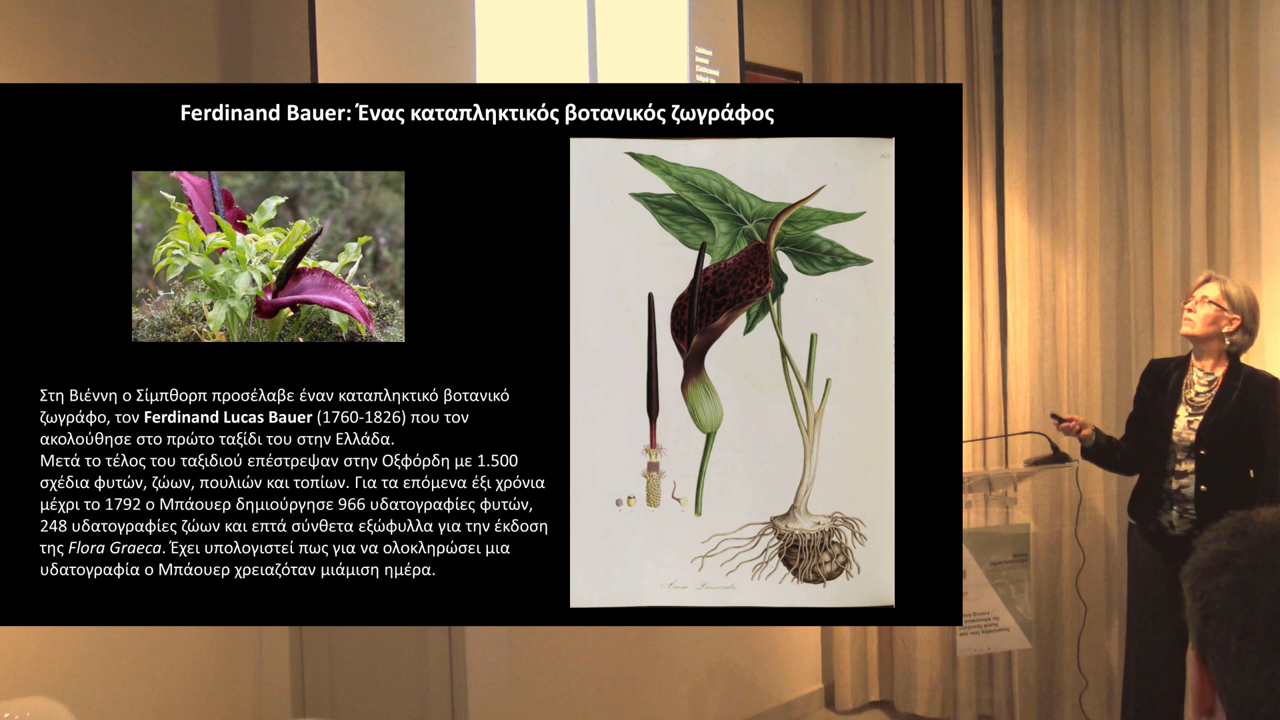 Ferdinand Bauer: Ένας καταπληκτικός βοτανικός ζωγράφος
Στη Βιέννη ο Σίμπθορπ προσέλαβε έναν καταπληκτικό βοτανικό
ζωγράφο, τον Ferdinand Lucas Bauer (1760-1826) που τον
ακολούθησε στο πρώτο ταξίδι του στην Ελλάδα.
Μετά το τέλος του ταξιδιού επέστρεψαν στην Οξφόρδη με 1.500
σχέδια φυτών, ζώων, πουλιών και τοπίων. Για τα επόμενα έξι χρόνια
μέχρι το 1792 ο Μπάουερ δημιούργησε 966 υδατογραφίες φυτών,
248 υδατογραφίες ζώων και επτά σύνθετα εξώφυλλα για την έκδοση
της Flora Graeca. Έχει υπολογιστεί πως για να ολοκληρώσει μια
υδατογραφία ο Μπάουερ χρειαζόταν μιάμιση ημέρα.